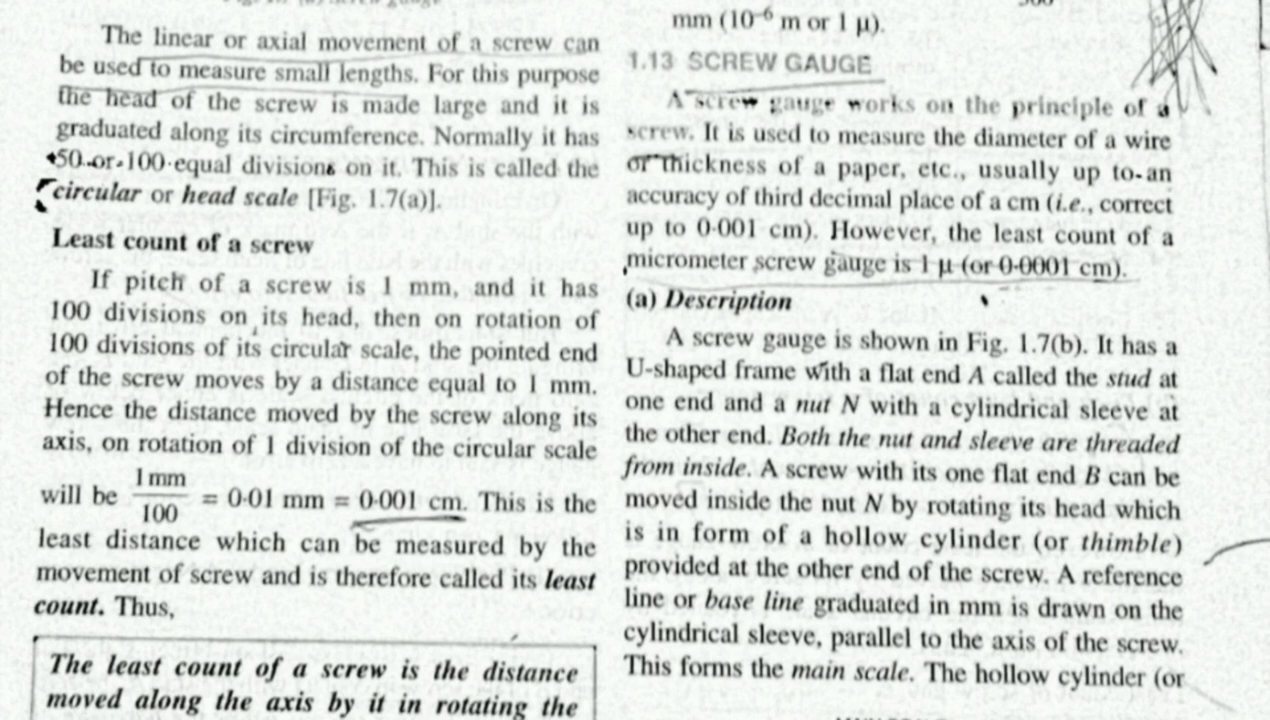 The linear or axial movement of a screw can
be used to measure small lengths. For this purpose
the head of the screw is made large and it is
graduated along its circumference. Normally it has
50 or 100 equal divisions on it. This is called the
circular or head scale [Fig. 1.7(a)].
Least count of a screw
If pitch of a screw is 1 mm, and it has
100 divisions on its head, then on rotation of
100 divisions of its circular scale, the pointed end
of the screw moves by a distance equal to 1 mm.
Hence the distance moved by the screw along its
axis, on rotation of 1 division of the circular scale
will be 1 mm/100 = 0·01 mm = 0·001 cm. This is the
least distance which can be measured by the
movement of screw and is therefore called its least
count. Thus,
The least count of a screw is the distance
moved along the axis by it in rotating the
mm (10⁻⁶ m or 1 μ).
1.13 SCREW GAUGE
A screw gauge works on the principle of a
screw. It is used to measure the diameter of a wire
or thickness of a paper, etc., usually up to an
accuracy of third decimal place of a cm (i.e., correct
up to 0·001 cm). However, the least count of a
micrometer screw gauge is 1 μ (or 0·0001 cm).
(a) Description
A screw gauge is shown in Fig. 1.7(b). It has a
U-shaped frame with a flat end A called the stud at
one end and a nut N with a cylindrical sleeve at
the other end. Both the nut and sleeve are threaded
from inside. A screw with its one flat end B can be
moved inside the nut N by rotating its head which
is in form of a hollow cylinder (or thimble)
provided at the other end of the screw. A reference
line or base line graduated in mm is drawn on the
cylindrical sleeve, parallel to the axis of the screw.
This forms the main scale. The hollow cylinder (or